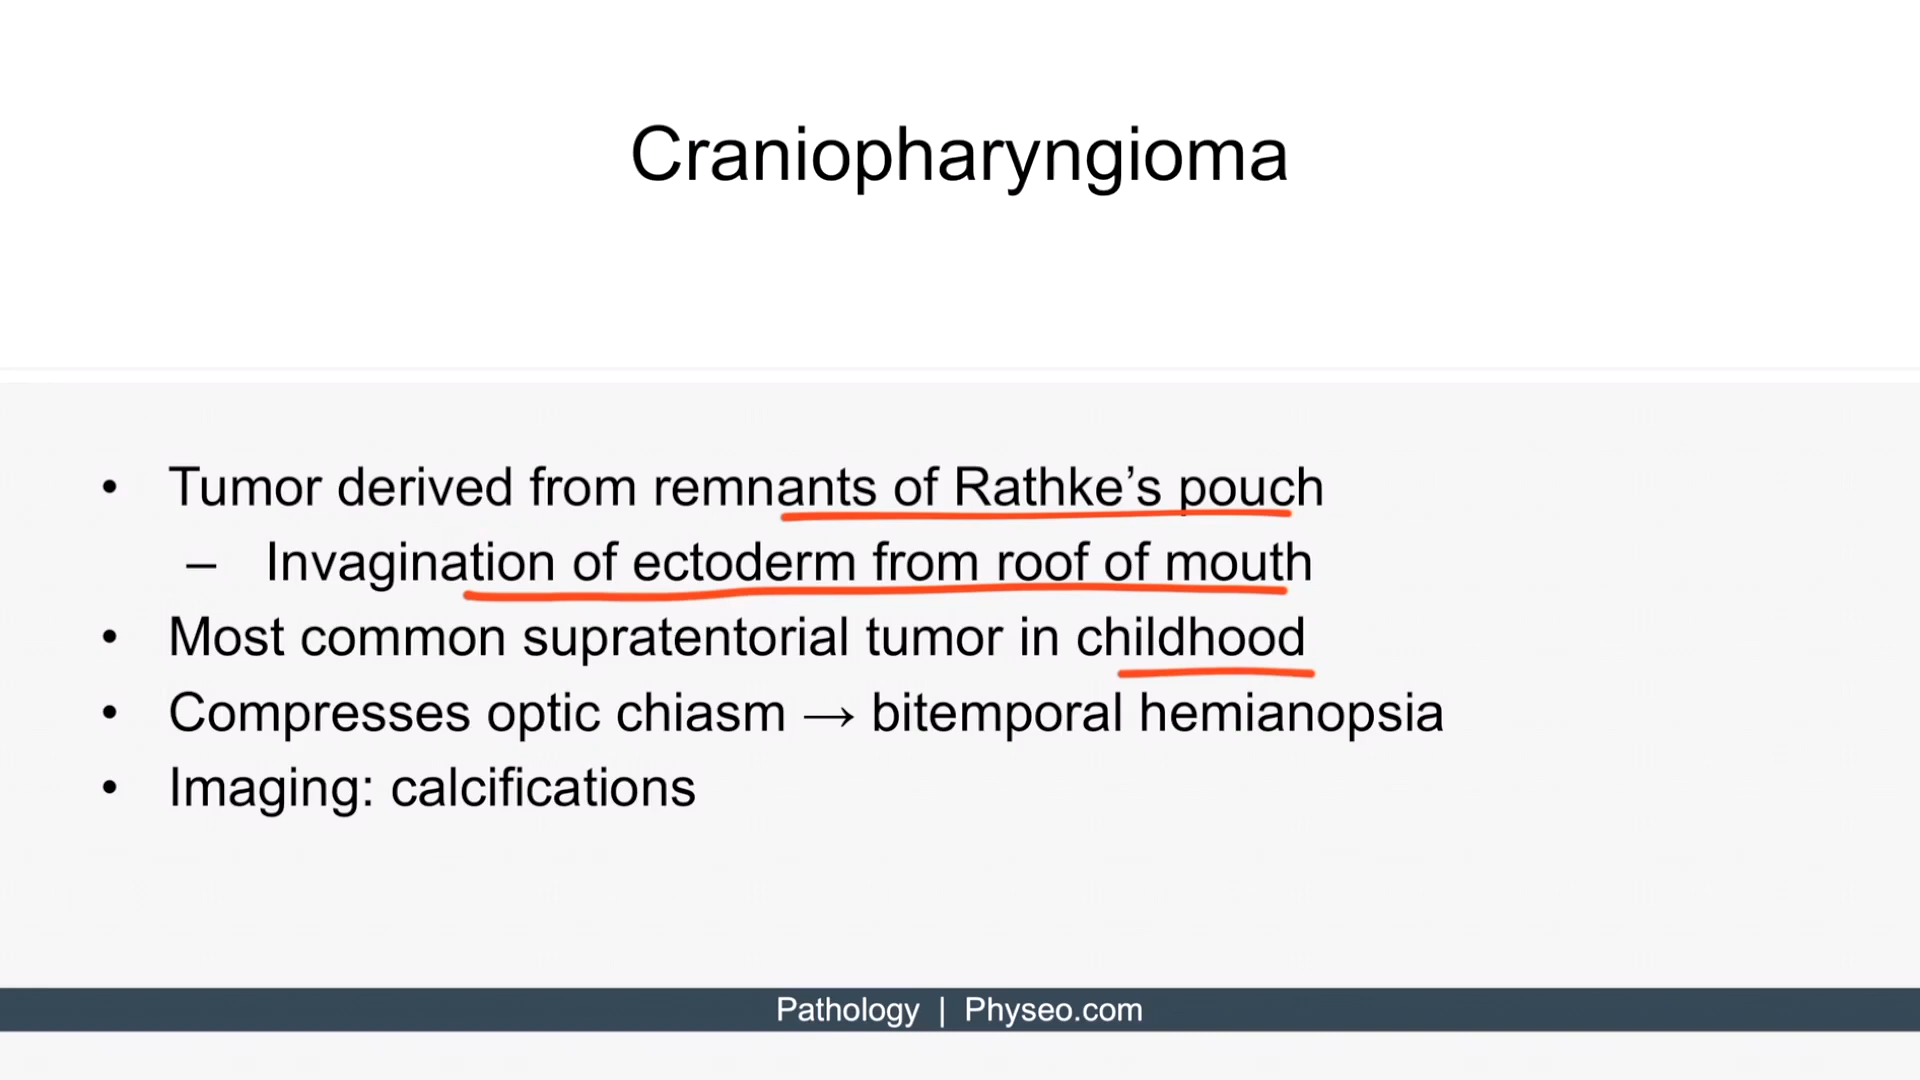 Craniopharyngioma
• Tumor derived from remnants of Rathke’s pouch
– Invagination of ectoderm from roof of mouth
• Most common supratentorial tumor in childhood
• Compresses optic chiasm → bitemporal hemianopsia
• Imaging: calcifications
Pathology | Physeo.com